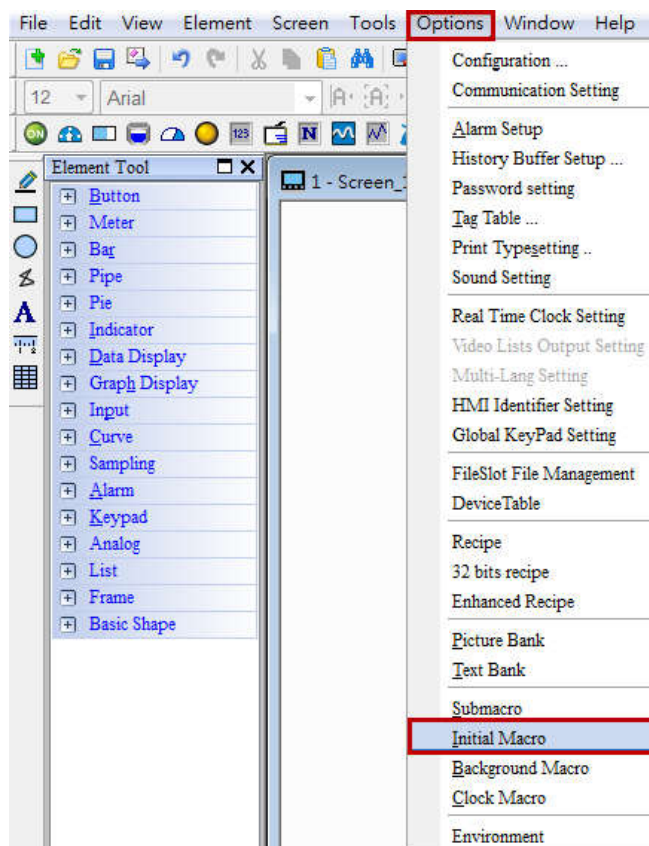 File Edit View Element Screen Tools Options Window Help
12 Arial
Element Tool
1 - Screen_
Button
Meter
Bar
Pipe
Pie
Indicator
Data Display
Graph Display
Input
Curve
Sampling
Alarm
Keypad
Analog
List
Frame
Basic Shape
Configuration ...
Communication Setting
Alarm Setup
History Buffer Setup ...
Password setting
Tag Table ...
Print Typesetting ..
Sound Setting
Real Time Clock Setting
Video Lists Output Setting
Multi-Lang Setting
HMI Identifier Setting
Global KeyPad Setting
FileSlot File Management
DeviceTable
Recipe
32 bits recipe
Enhanced Recipe
Picture Bank
Text Bank
Submacro
Initial Macro
Background Macro
Clock Macro
Environment